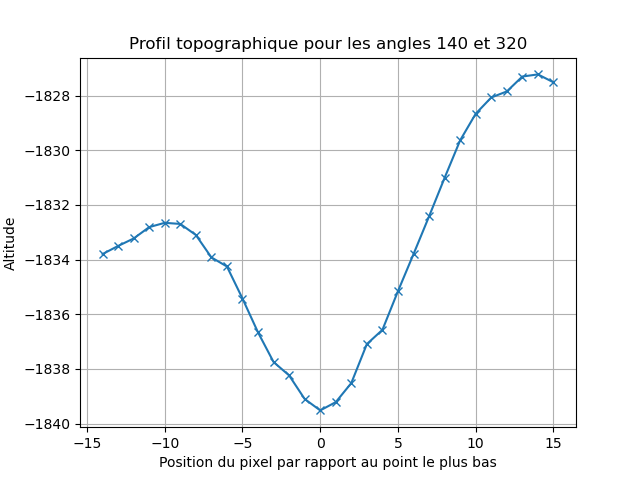 Profil topographique pour les angles 140 et 320
Altitude
−1828
−1830
−1832
−1834
−1836
−1838
−1840
−15 −10 −5 0 5 10 15
Position du pixel par rapport au point le plus bas